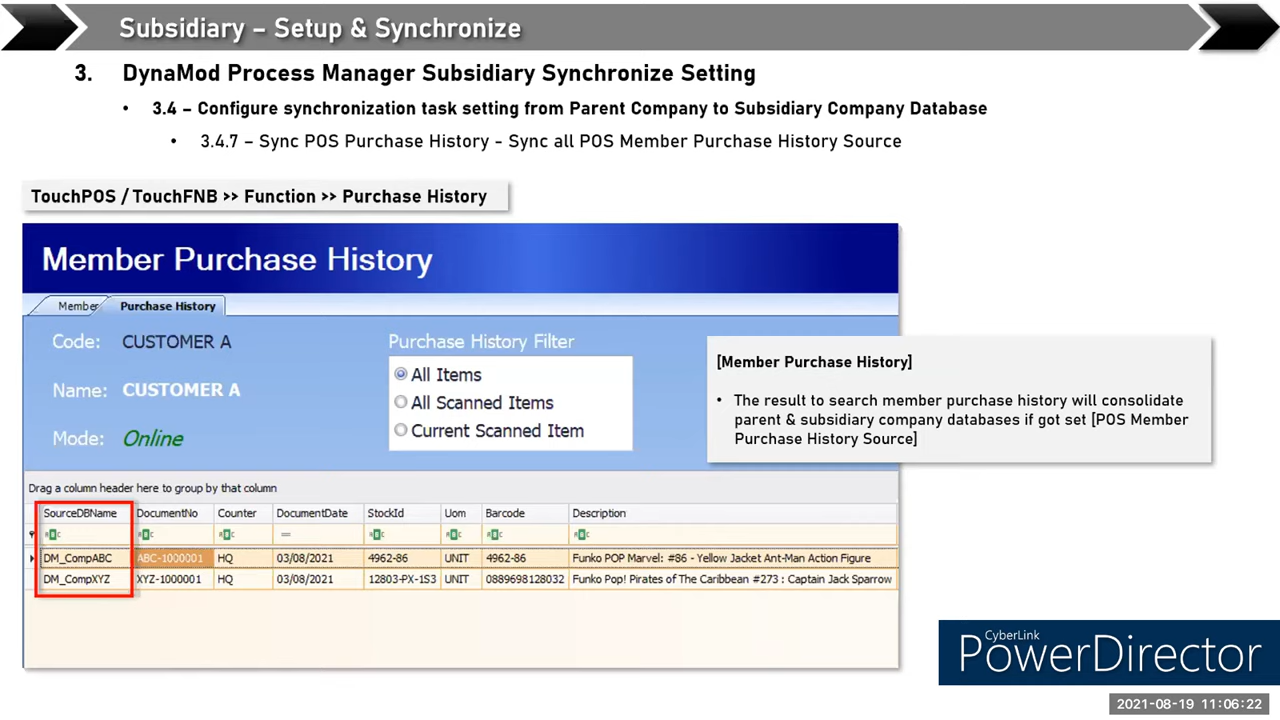 Subsidiary – Setup & Synchronize
3. DynaMod Process Manager Subsidiary Synchronize Setting
• 3.4 – Configure synchronization task setting from Parent Company to Subsidiary Company Database
• 3.4.7 – Sync POS Purchase History - Sync all POS Member Purchase History Source
TouchPOS / TouchFNB >> Function >> Purchase History
Member Purchase History
Member Purchase History
Code: CUSTOMER A
Name: CUSTOMER A
Mode: Online
Purchase History Filter
All Items
All Scanned Items
Current Scanned Item
[Member Purchase History]
• The result to search member purchase history will consolidate
parent & subsidiary company databases if got set [POS Member
Purchase History Source]
Drag a column header here to group by that column
SourceDBName DocumentNo Counter DocumentDate StockId Uom Barcode Description
=
DM_CompABC ABC-1000001 HQ 03/08/2021 4962-86 UNIT 4962-86 Funko POP Marvel: #86 - Yellow Jacket Ant-Man Action Figure
DM_CompXYZ XYZ-1000001 HQ 03/08/2021 12803-PX-1S3 UNIT 0889698128032 Funko Pop! Pirates of The Caribbean #273 : Captain Jack Sparrow
CyberLink
PowerDirector
2021-08-19 11:06:22